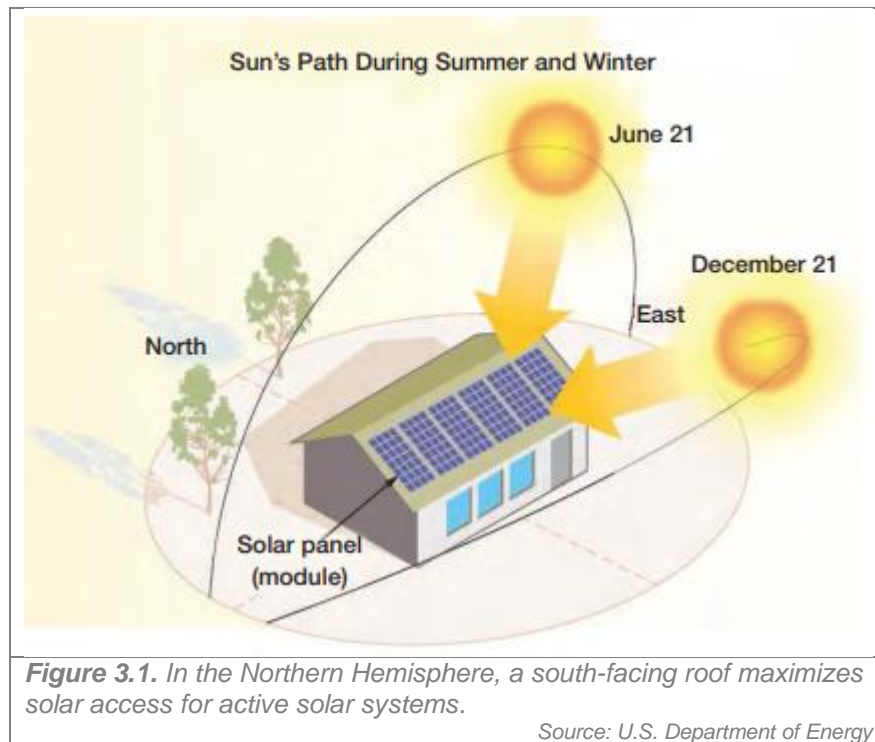 Sun's Path During Summer and Winter
June 21
December 21
East
North
Solar panel
(module)
Figure 3.1. In the Northern Hemisphere, a south-facing roof maximizes
solar access for active solar systems.
Source: U.S. Department of Energy